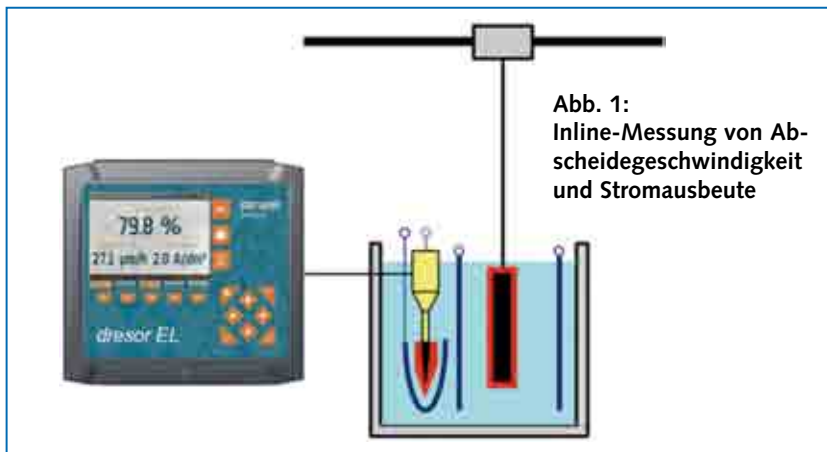 Abb. 1:
Inline-Messung von Ab-
scheidegeschwindigkeit
und Stromausbeute
79.8 %
27.1 µm/h 2.0 A/dm²
dresor EL